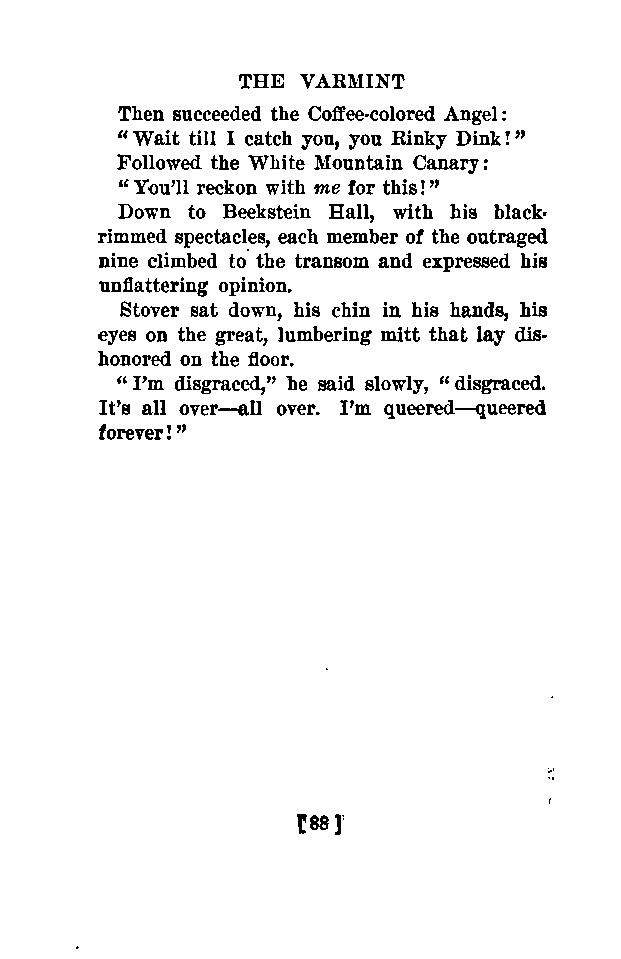 THE VARMINT
Then succeeded the Coffee-colored Angel:
“Wait till I catch you, you Rinky Dink!”
Followed the White Mountain Canary:
“You'll reckon with me for this!”
Down to Beekstein Hall, with his black-
rimmed spectacles, each member of the outraged
nine climbed to the transom and expressed his
unflattering opinion.
Stover sat down, his chin in his hands, his
eyes on the great, lumbering mitt that lay dis-
honored on the floor.
“I'm disgraced,” he said slowly, “disgraced.
It's all over—all over. I'm queered—queered
forever!”
[88]